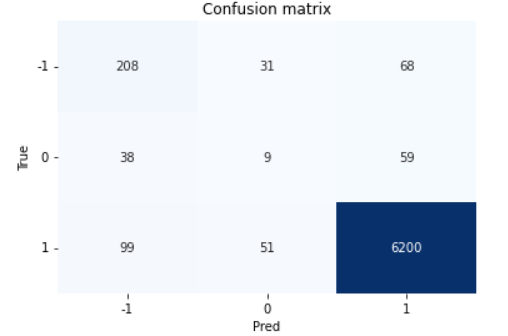 Confusion matrix
-1 208 31 68
0 38 9 59
1 99 51 6200
True
-1 0 1
Pred